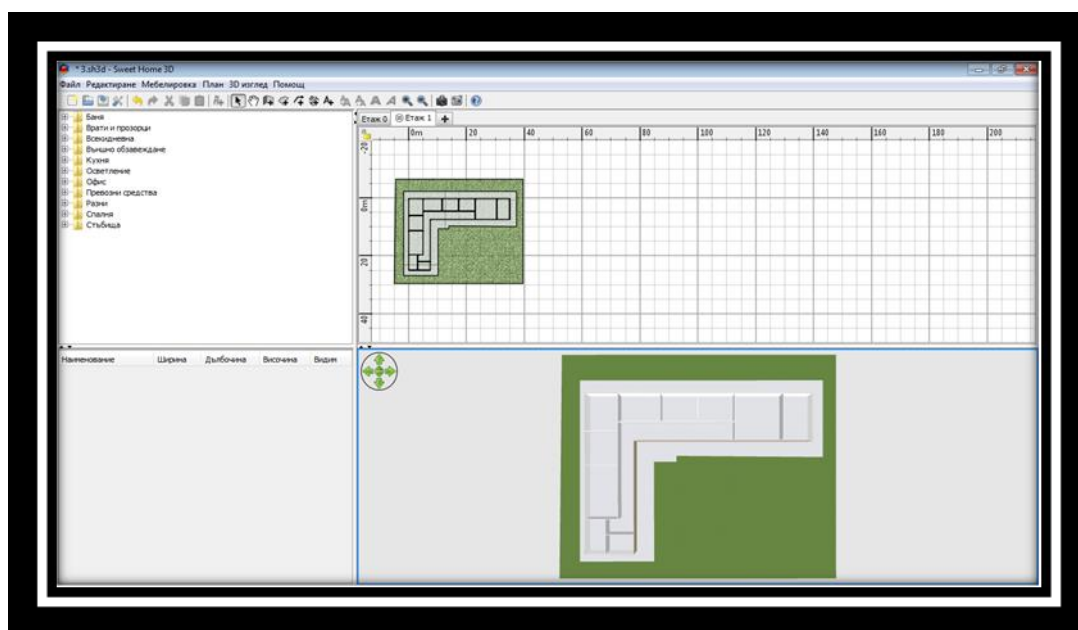 * 3.sh3d - Sweet Home 3D
Файл Редактиране Мебелировка План 3D изглед Помощ
Баня
Врати и прозорци
Всекидневна
Външно обзавеждане
Кухня
Осветление
Офис
Превозни средства
Разни
Спалня
Стълбища
Етаж 0 Етаж 1
0m 20 40 60 80 100 120 140 160 180 200
-20
0m
20
40
Наименование Ширина Дълбочина Височина Видим